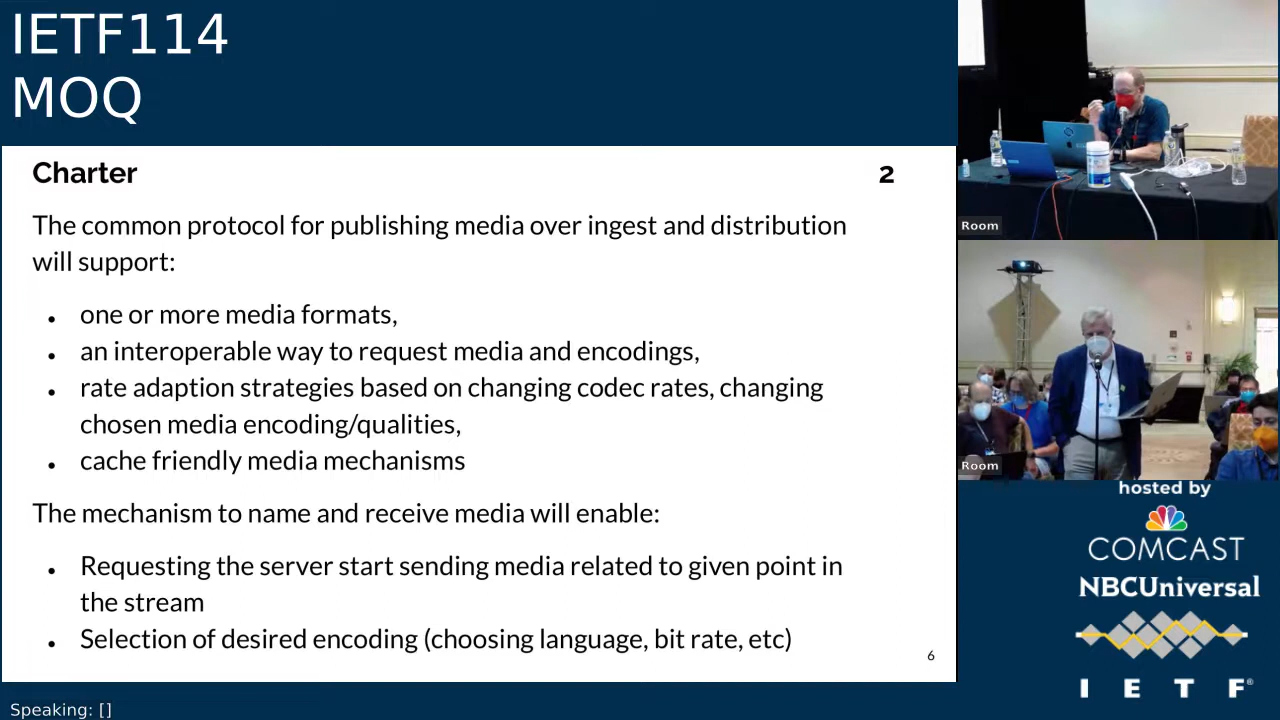 IETF114
MOQ
Charter
2
The common protocol for publishing media over ingest and distribution
will support:
• one or more media formats,
• an interoperable way to request media and encodings,
• rate adaption strategies based on changing codec rates, changing
chosen media encoding/qualities,
• cache friendly media mechanisms
The mechanism to name and receive media will enable:
• Requesting the server start sending media related to given point in
the stream
• Selection of desired encoding (choosing language, bit rate, etc)
6
Speaking: []
Room
Room
hosted by
COMCAST
NBCUniversal
I E T F®